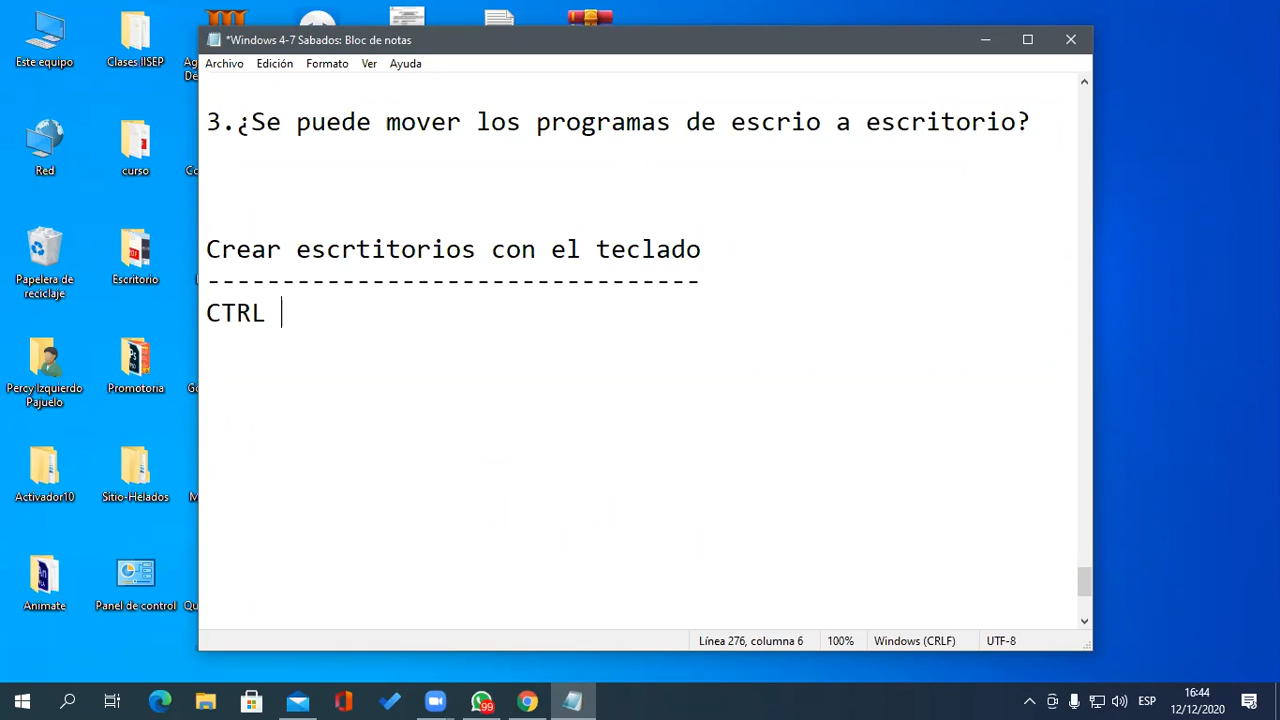 *Windows 4-7 Sabados: Bloc de notas
Archivo Edición Formato Ver Ayuda
3.¿Se puede mover los programas de escrio a escritorio?
Crear escrtitorios con el teclado
---------------------------------
CTRL
Línea 276, columna 6 100% Windows (CRLF) UTF-8
Este equipo
Clases IISEP
Red
curso
Papelera de reciclaje
Escritorio
Percy Izquierdo Pajuelo
Promotoria
Activador10
Sitio-Helados
Animate
Panel de control
99
ESP
16:44
12/12/2020